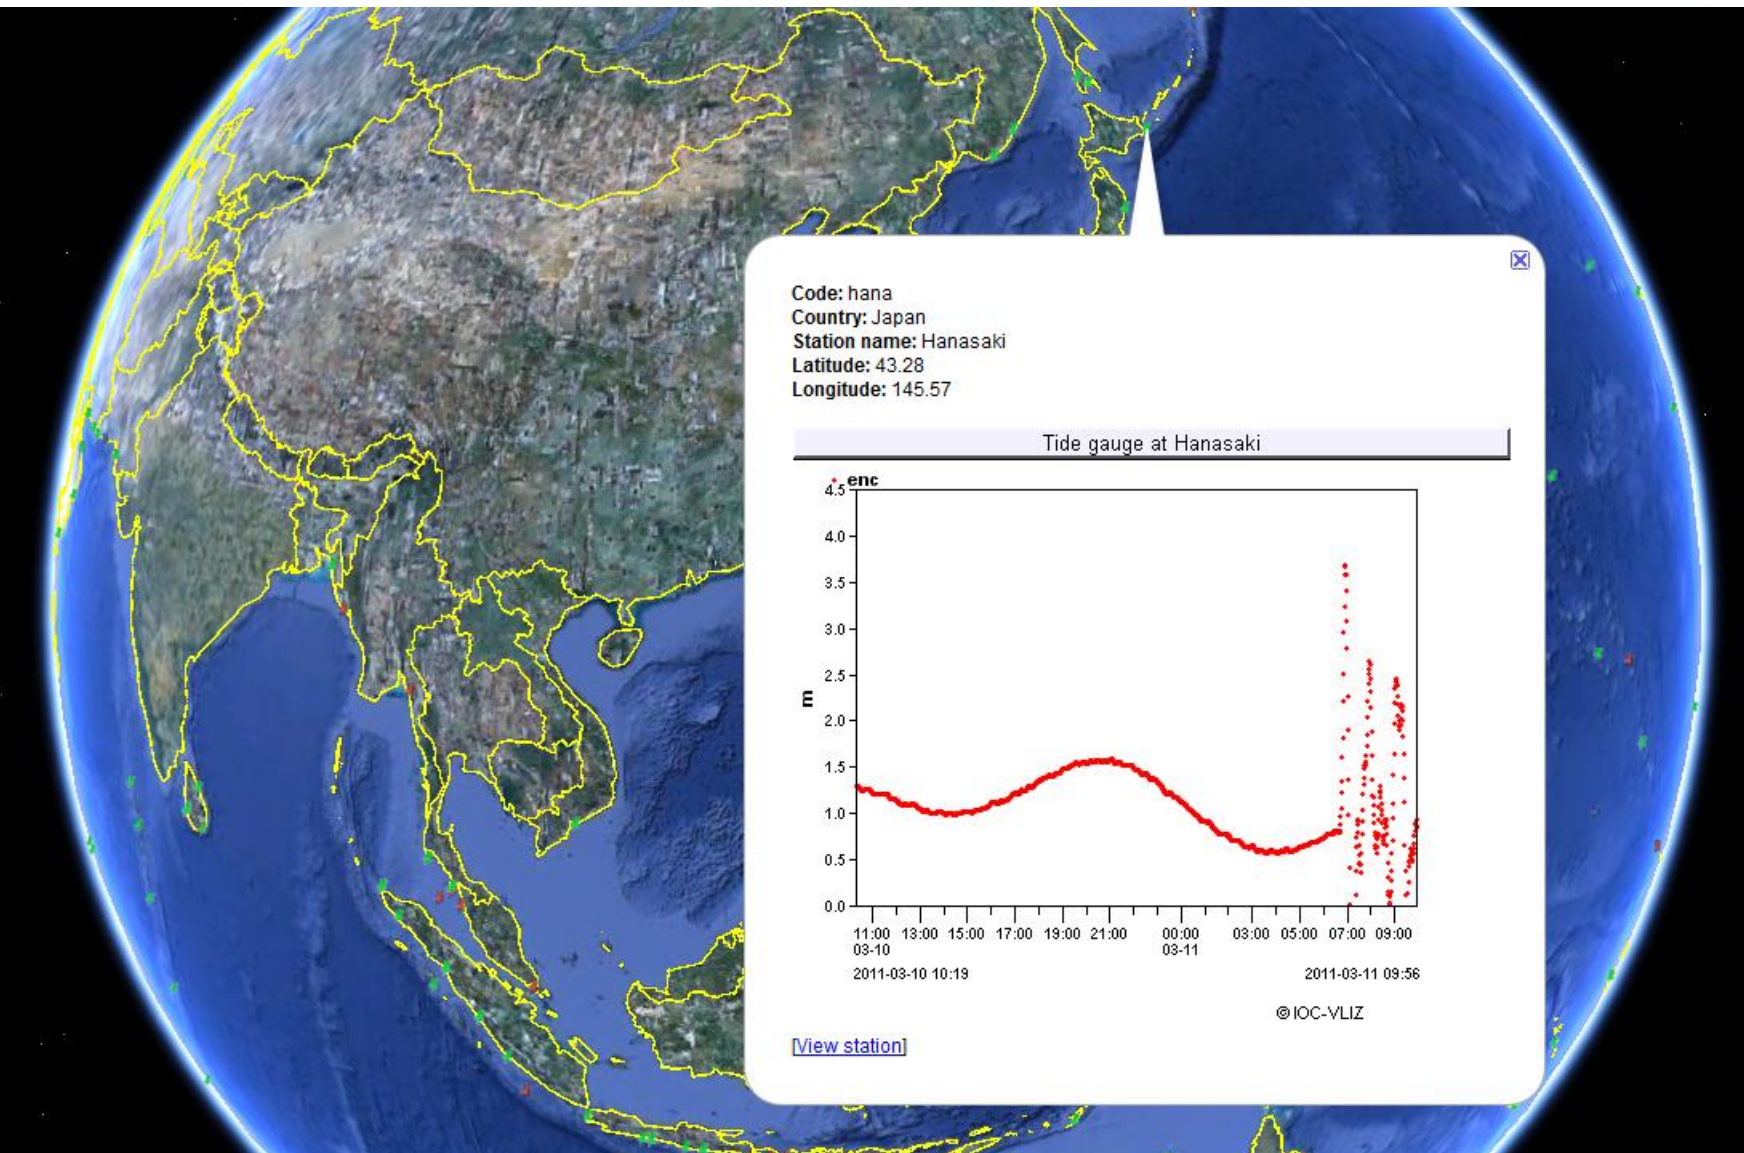 Code: hana
Country: Japan
Station name: Hanasaki
Latitude: 43.28
Longitude: 145.57
Tide gauge at Hanasaki
enc
4.5
4.0
3.5
3.0
2.5
m
2.0
1.5
1.0
0.5
0.0
11:00 13:00 15:00 17:00 19:00 21:00 00:00 03:00 05:00 07:00 09:00
03-10 03-11
2011-03-10 10:19 2011-03-11 09:56
©IOC-VLIZ
[View station]